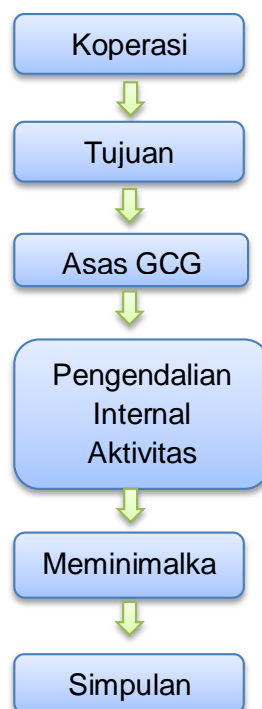 Koperasi
Tujuan
Asas GCG
Pengendalian
Internal
Aktivitas
Meminimalka
Simpulan